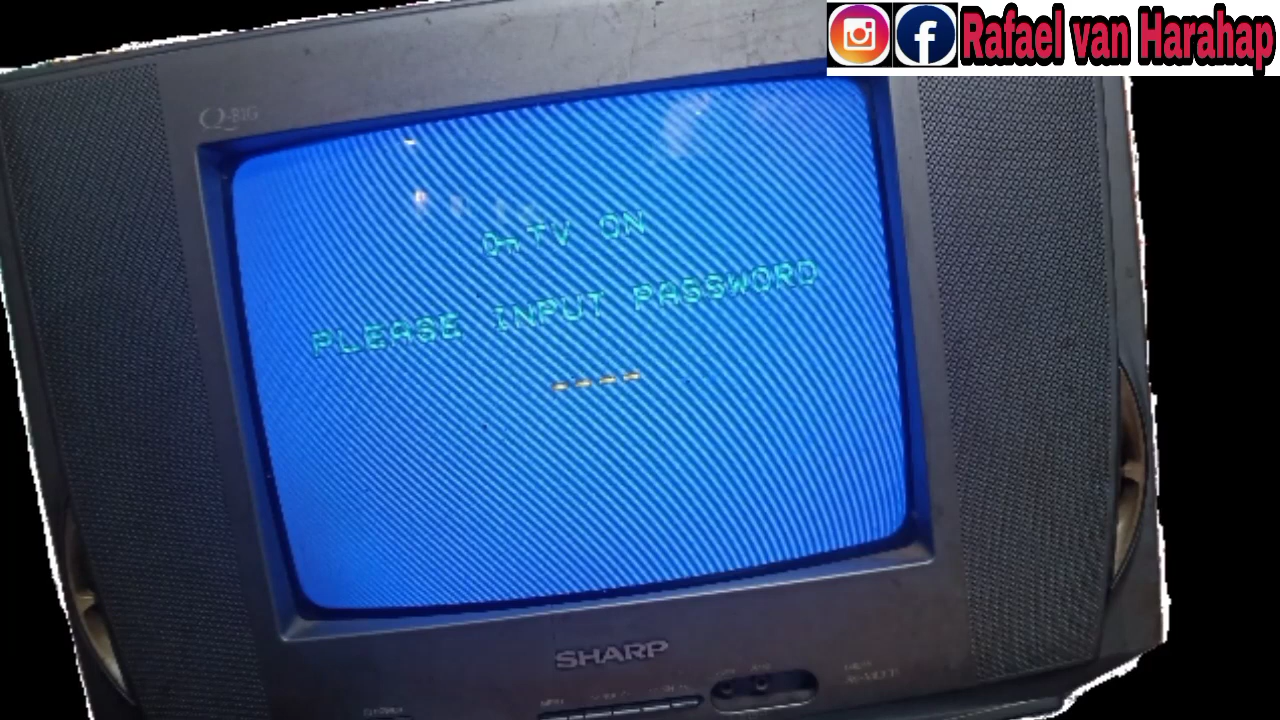 Rafael van Harahap
Q-BIG
TV ON
PLEASE INPUT PASSWORD
----
SHARP